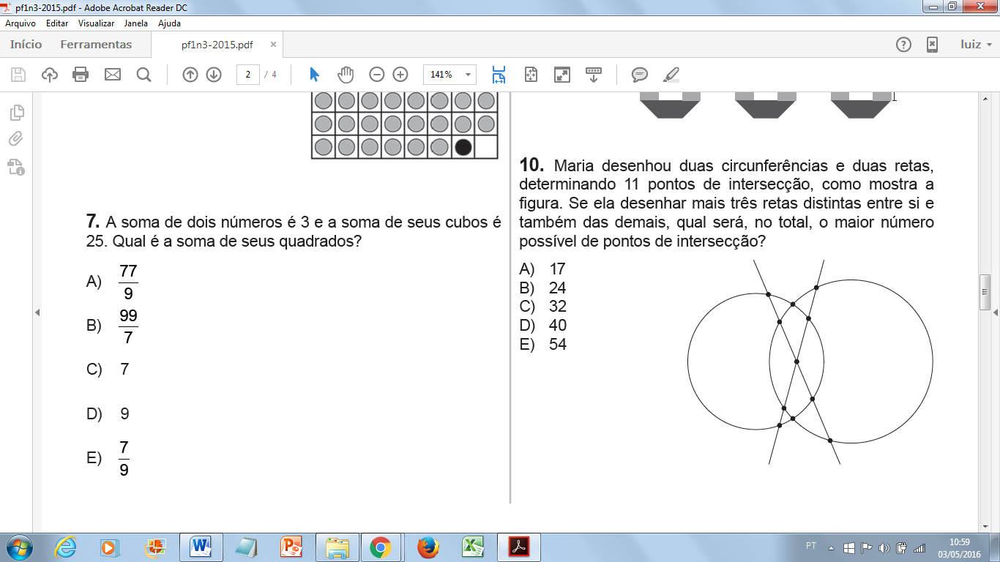 pf1n3-2015.pdf - Adobe Acrobat Reader DC
Arquivo Editar Visualizar Janela Ajuda
Início Ferramentas pf1n3-2015.pdf × ? luiz
2 / 4 141%
7. A soma de dois números é 3 e a soma de seus cubos é
25. Qual é a soma de seus quadrados?
A) 77/9
B) 99/7
C) 7
D) 9
E) 7/9
10. Maria desenhou duas circunferências e duas retas,
determinando 11 pontos de intersecção, como mostra a
figura. Se ela desenhar mais três retas distintas entre si e
também das demais, qual será, no total, o maior número
possível de pontos de intersecção?
A) 17
B) 24
C) 32
D) 40
E) 54
PT 10:59
03/05/2016